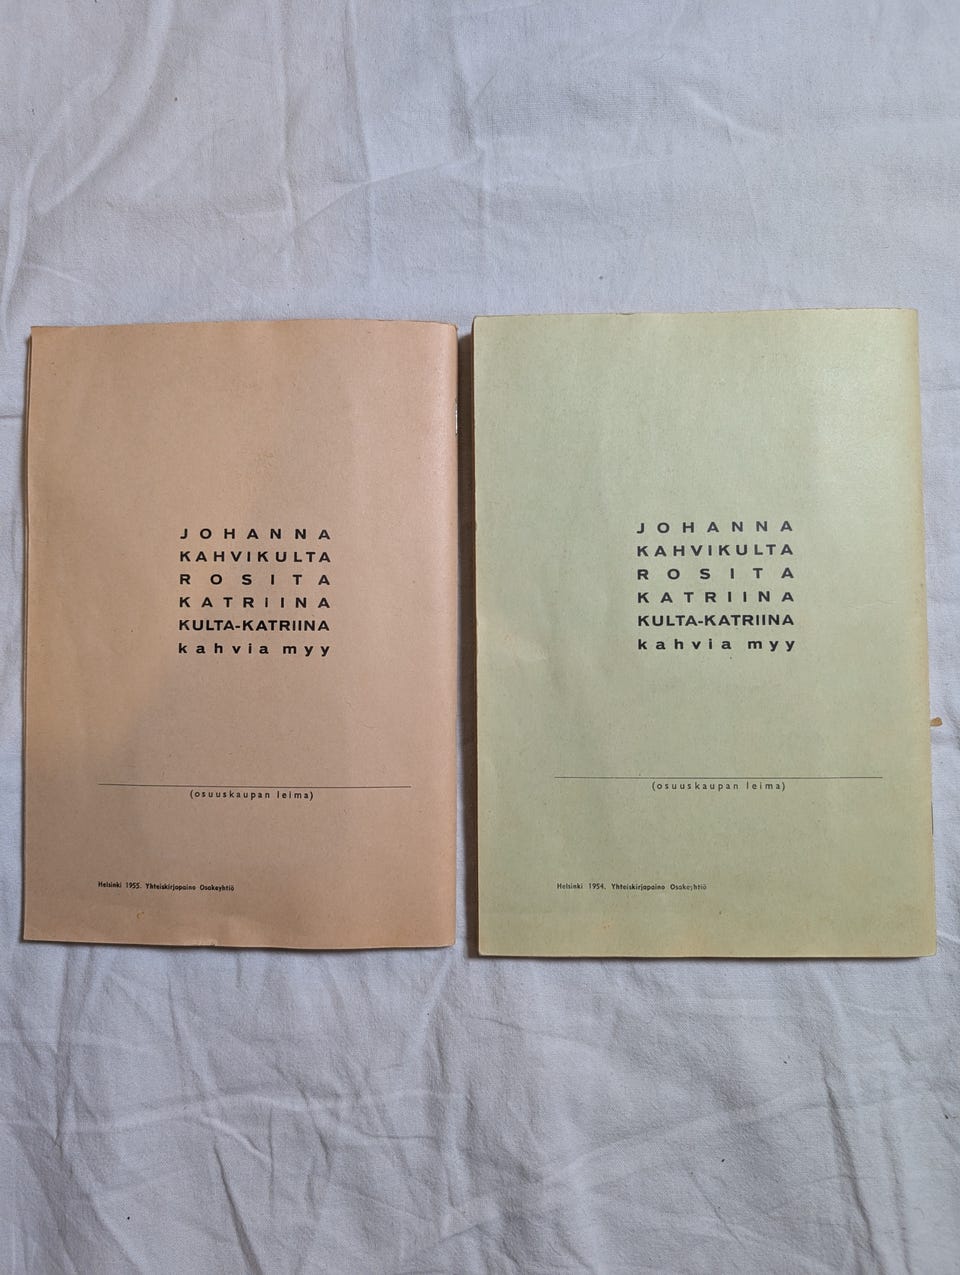 JOHANNA
KAHVIKULTA
ROSITA
KATRIINA
KULTA-KATRIINA
kahvia myy
(osuuskaupan leima)
Helsinki 1955. Yhteiskirjapaino Osakeyhtiö
JOHANNA
KAHVIKULTA
ROSITA
KATRIINA
KULTA-KATRIINA
kahvia myy
(osuuskaupan leima)
Helsinki 1954. Yhteiskirjapaino Osakeyhtiö